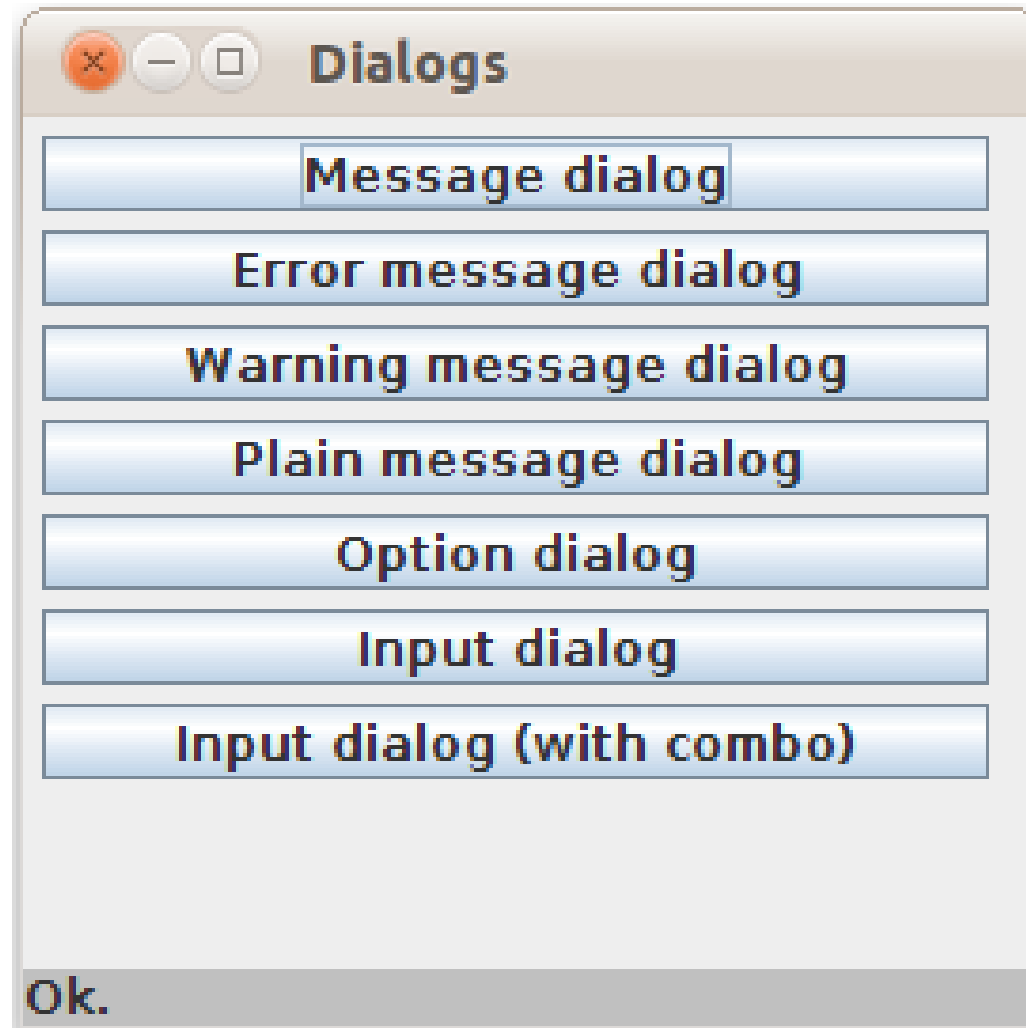 Dialogs
Message dialog
Error message dialog
Warning message dialog
Plain message dialog
Option dialog
Input dialog
Input dialog (with combo)
Ok.